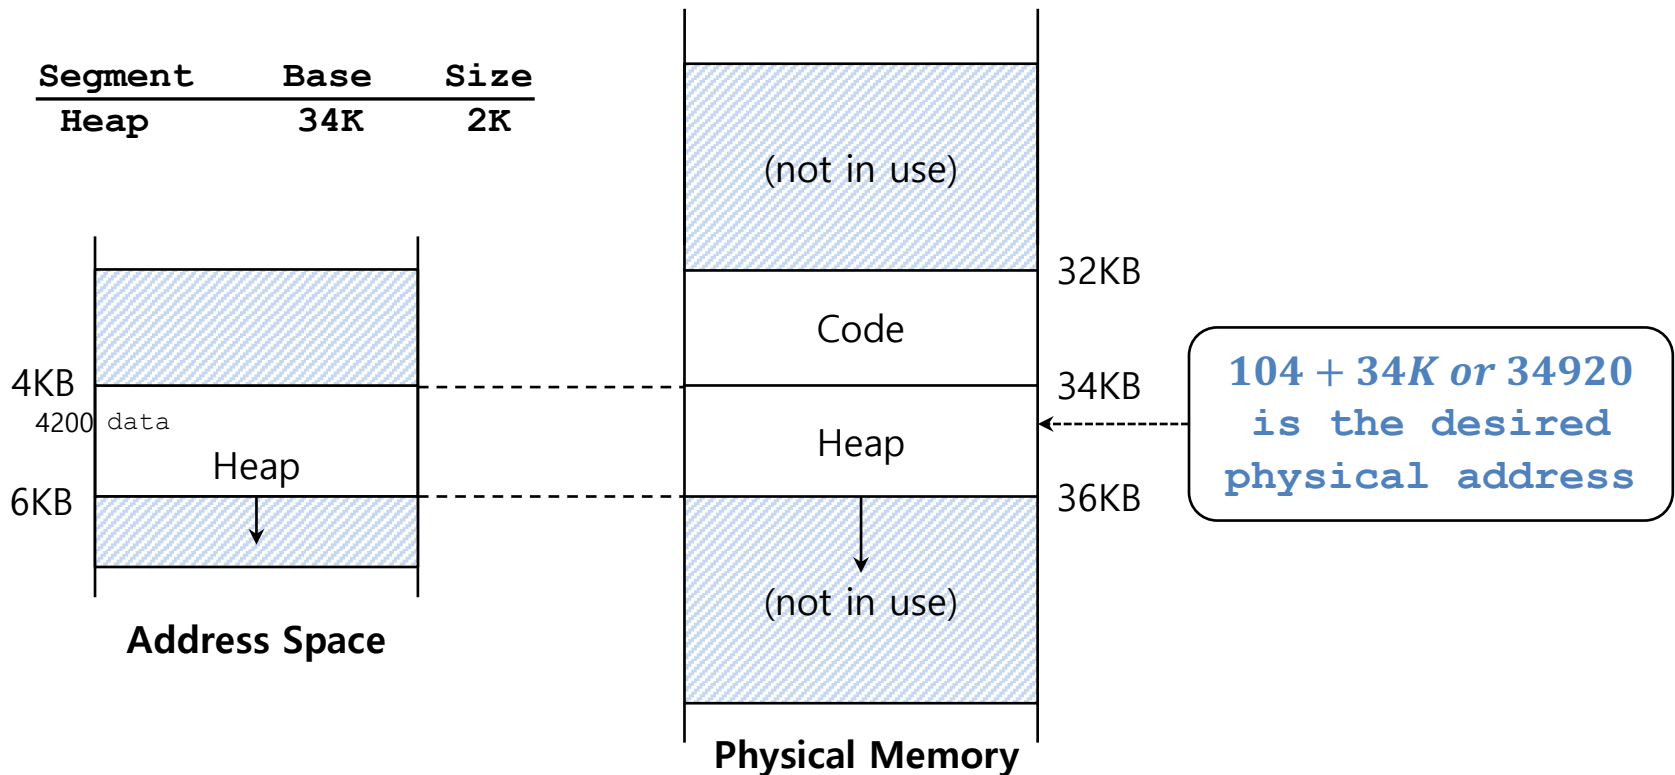 Segment Base Size
Heap 34K 2K
(not in use)
32KB
Code
4KB
34KB
4200 data
Heap
Heap
6KB
36KB
(not in use)
Address Space
Physical Memory
104 + 34K or 34920
is the desired
physical address